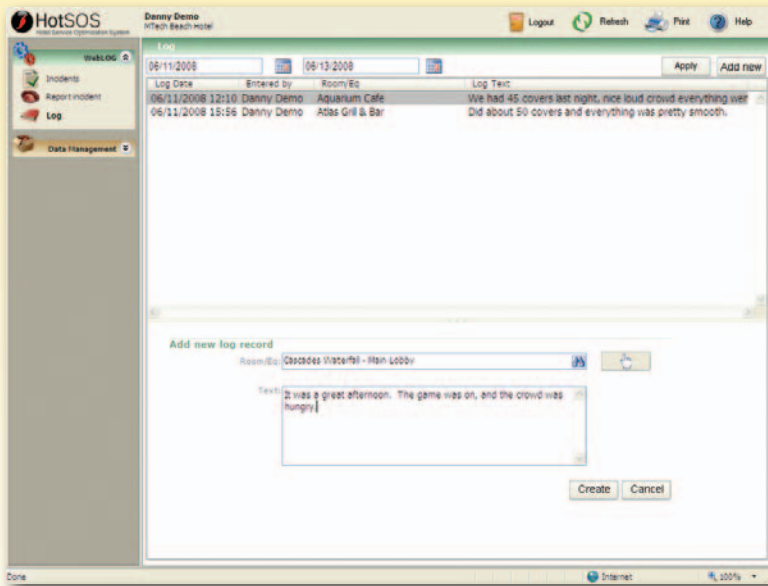 HotSOS
Hotel Service Optimization System
Danny Demo
MTech Beach Hotel
Logout
Refresh
Print
Help
WebLOG
Incidents
Report incident
Log
Data Management
Log
06/11/2008
06/13/2008
Apply
Add new
Log Date Entered by Room/Eq Log Text
06/11/2008 12:10 Danny Demo Aquarium Cafe We had 45 covers last night, nice loud crowd everything wer
06/11/2008 15:56 Danny Demo Atlas Grill & Bar Did about 50 covers and everything was pretty smooth.
Add new log record
Room/Eq: Cascades Waterfall - Main Lobby
Text: It was a great afternoon. The game was on, and the crowd was
hungry.
Create
Cancel
Done
Internet
100%